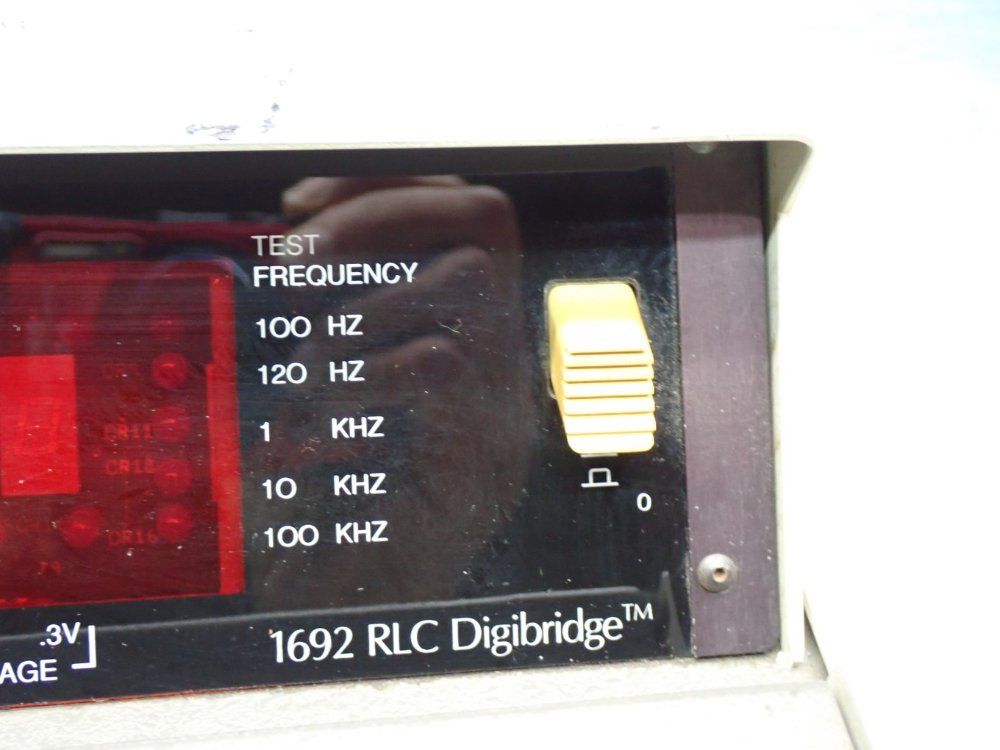 TEST
FREQUENCY
100 HZ
120 HZ
1 KHZ
10 KHZ
100 KHZ
CR11
CR16
0
.3V
AGE
1692 RLC Digibridge™